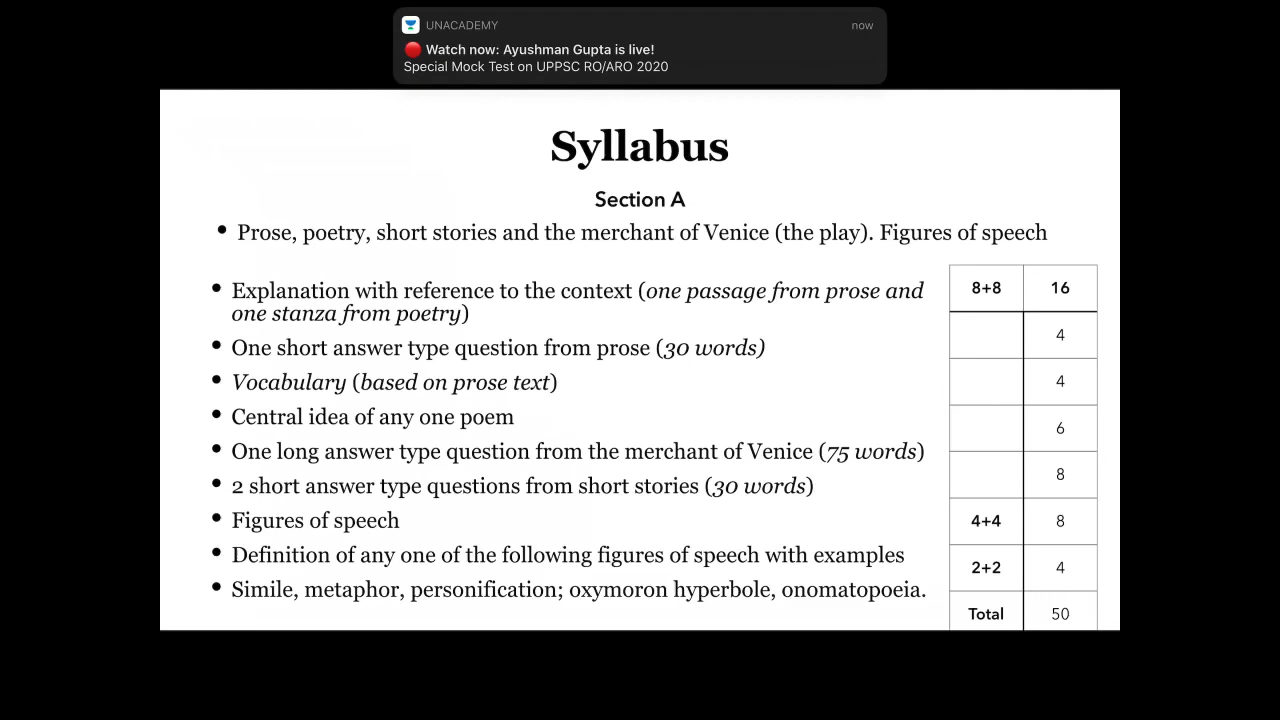 UNACADEMY now
🔴 Watch now: Ayushman Gupta is live!
Special Mock Test on UPPSC RO/ARO 2020
Syllabus
Section A
• Prose, poetry, short stories and the merchant of Venice (the play). Figures of speech
• Explanation with reference to the context (one passage from prose and
one stanza from poetry)
• One short answer type question from prose (30 words)
• Vocabulary (based on prose text)
• Central idea of any one poem
• One long answer type question from the merchant of Venice (75 words)
• 2 short answer type questions from short stories (30 words)
• Figures of speech
• Definition of any one of the following figures of speech with examples
• Simile, metaphor, personification; oxymoron hyperbole, onomatopoeia.
8+8 16
4
4
6
8
4+4 8
2+2 4
Total 50